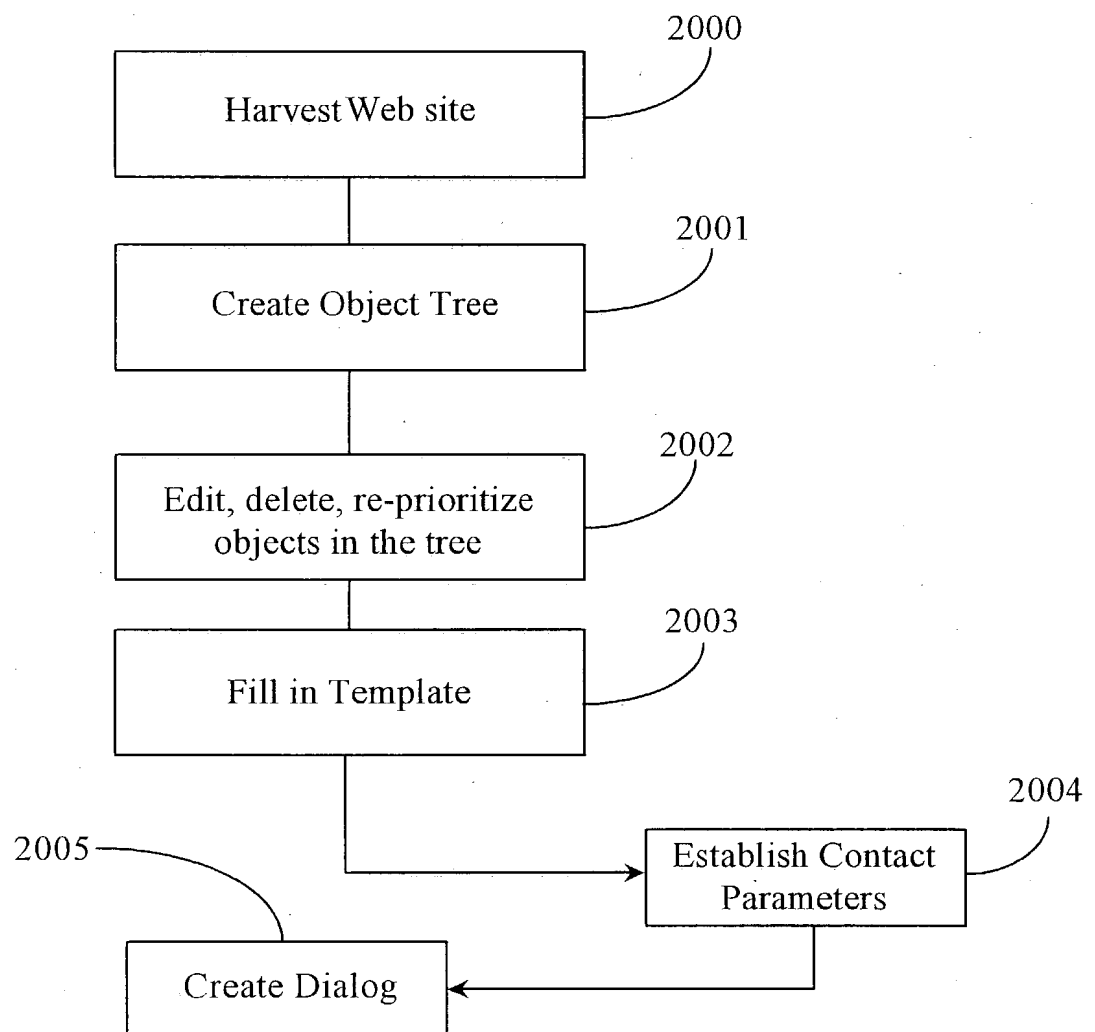 2000
Harvest Web site
2001
Create Object Tree
2002
Edit, delete, re-prioritize
objects in the tree
2003
Fill in Template
2004
Establish Contact
Parameters
2005
Create Dialog